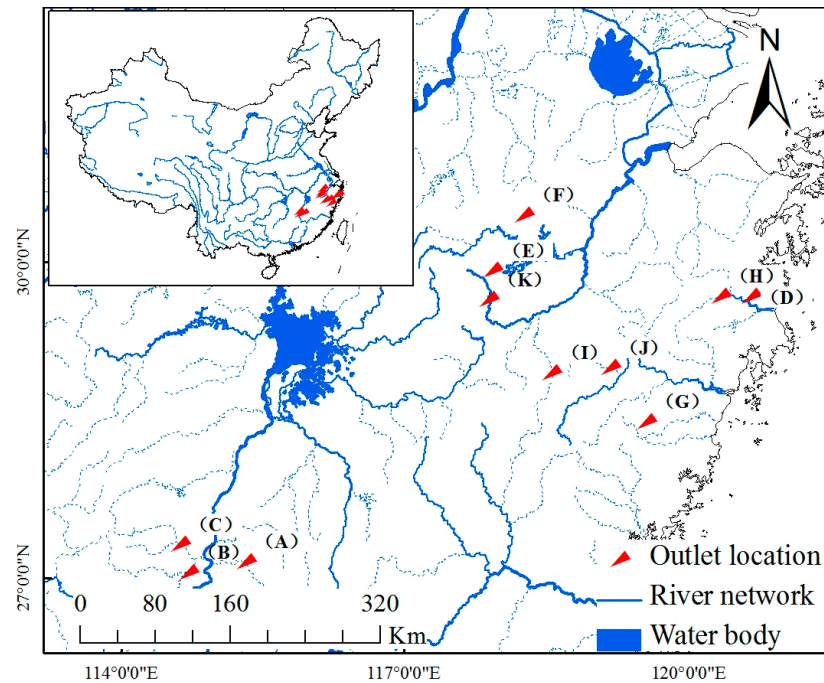 N
(F)
30°0'0"N
(E)
(K)
(H)
(D)
(I)
(J)
(G)
(C)
(B)
(A)
27°0'0"N
0 80 160 320
Km
Outlet location
River network
Water body
114°0'0"E 117°0'0"E 120°0'0"E